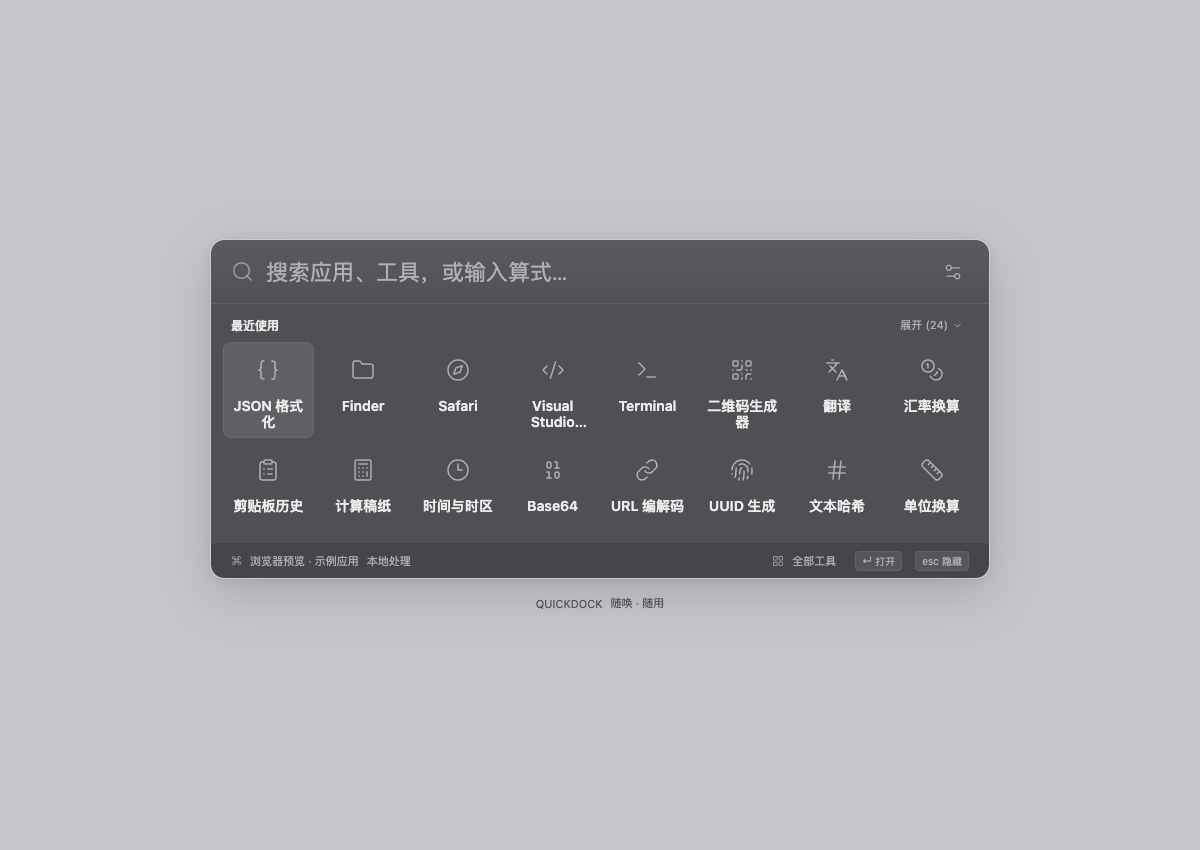 搜索应用、工具，或输入算式...
最近使用
展开 (24)
JSON 格式
化
Finder
Safari
Visual
Studio...
Terminal
二维码生成
器
翻译
汇率换算
剪贴板历史
计算稿纸
时间与时区
01
10
Base64
URL 编解码
UUID 生成
文本哈希
单位换算
⌘ 浏览器预览 · 示例应用 本地处理
全部工具
↵ 打开
esc 隐藏
QUICKDOCK 随唤 · 随用